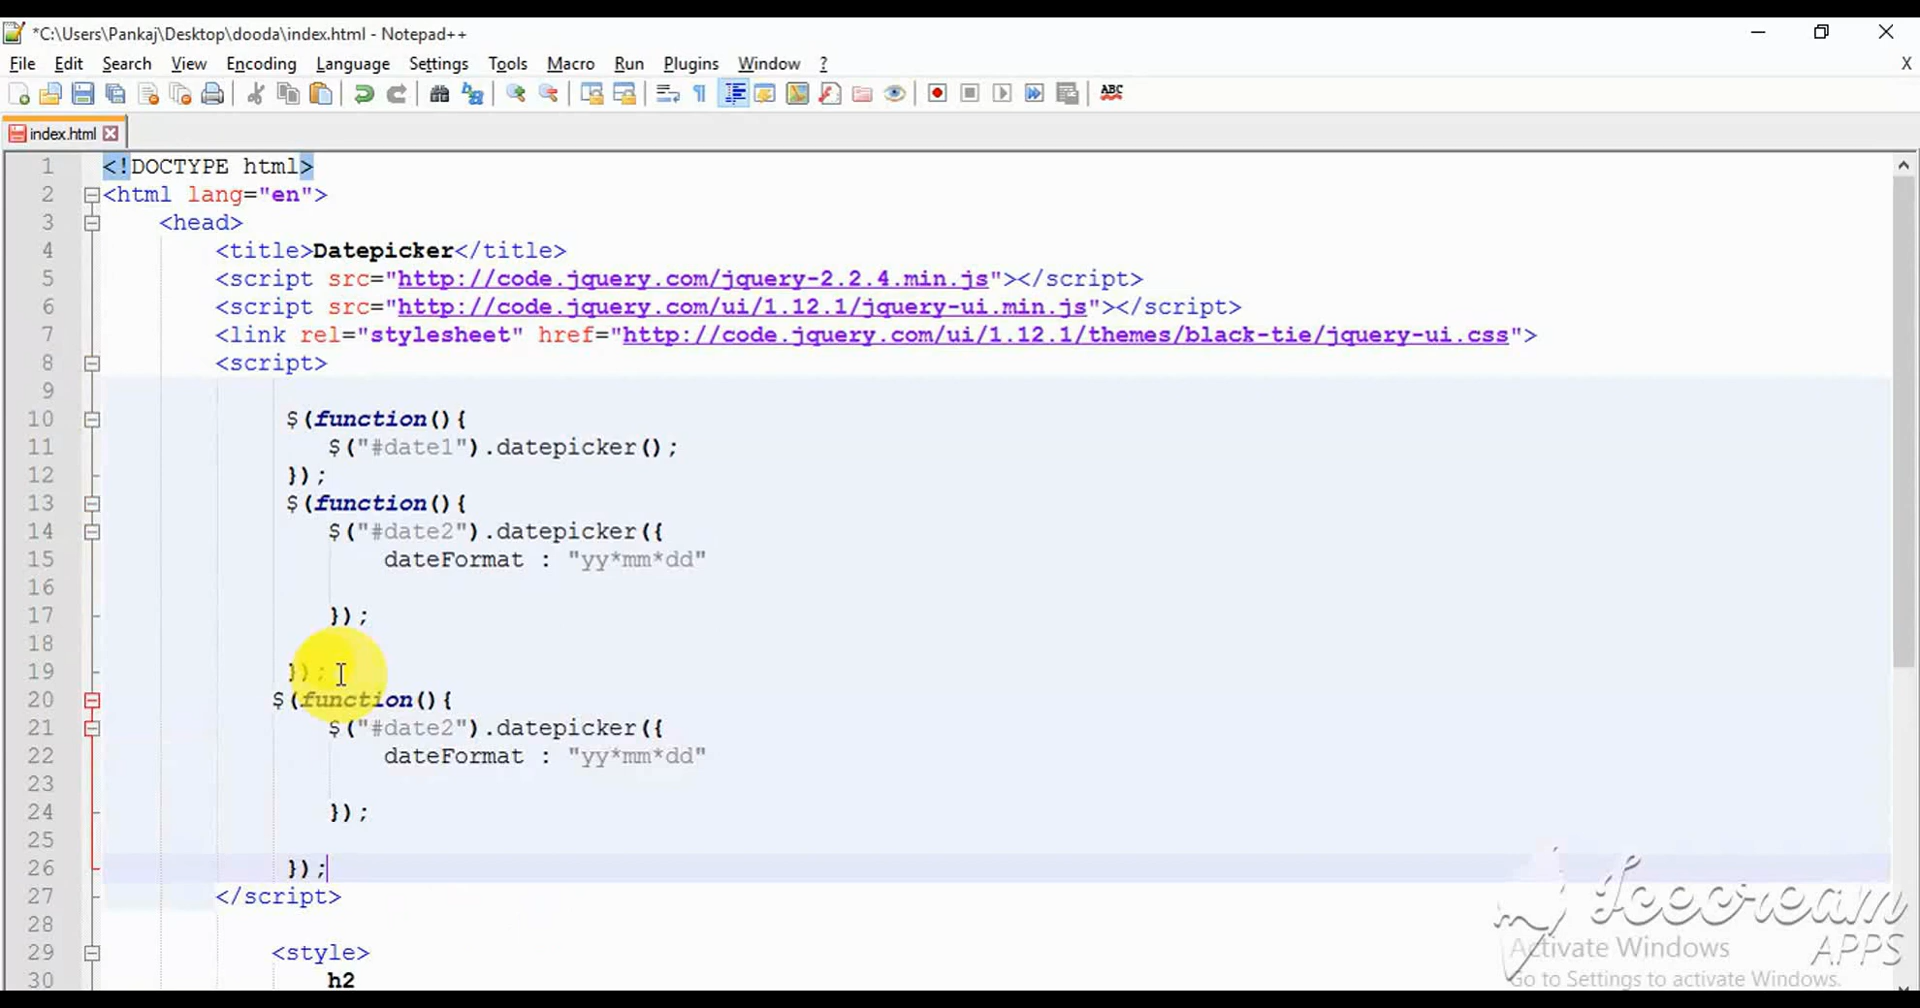 *C:\Users\Pankaj\Desktop\dooda\index.html - Notepad++
File Edit Search View Encoding Language Settings Tools Macro Run Plugins Window ? X
ABC
index.html
1 <!DOCTYPE html>
2 <html lang="en">
3 <head>
4 <title>Datepicker</title>
5 <script src="http://code.jquery.com/jquery-2.2.4.min.js"></script>
6 <script src="http://code.jquery.com/ui/1.12.1/jquery-ui.min.js"></script>
7 <link rel="stylesheet" href="http://code.jquery.com/ui/1.12.1/themes/black-tie/jquery-ui.css">
8 <script>
9
10 $(function(){
11 $("#date1").datepicker();
12 });
13 $(function(){
14 $("#date2").datepicker({
15 dateFormat : "yy*mm*dd"
16
17 });
18
19 });
20 $(function(){
21 $("#date2").datepicker({
22 dateFormat : "yy*mm*dd"
23
24 });
25
26 });
27 </script>
28
29 <style>
30 h2
Icecream
APPS
Activate Windows
Go to Settings to activate Windows.